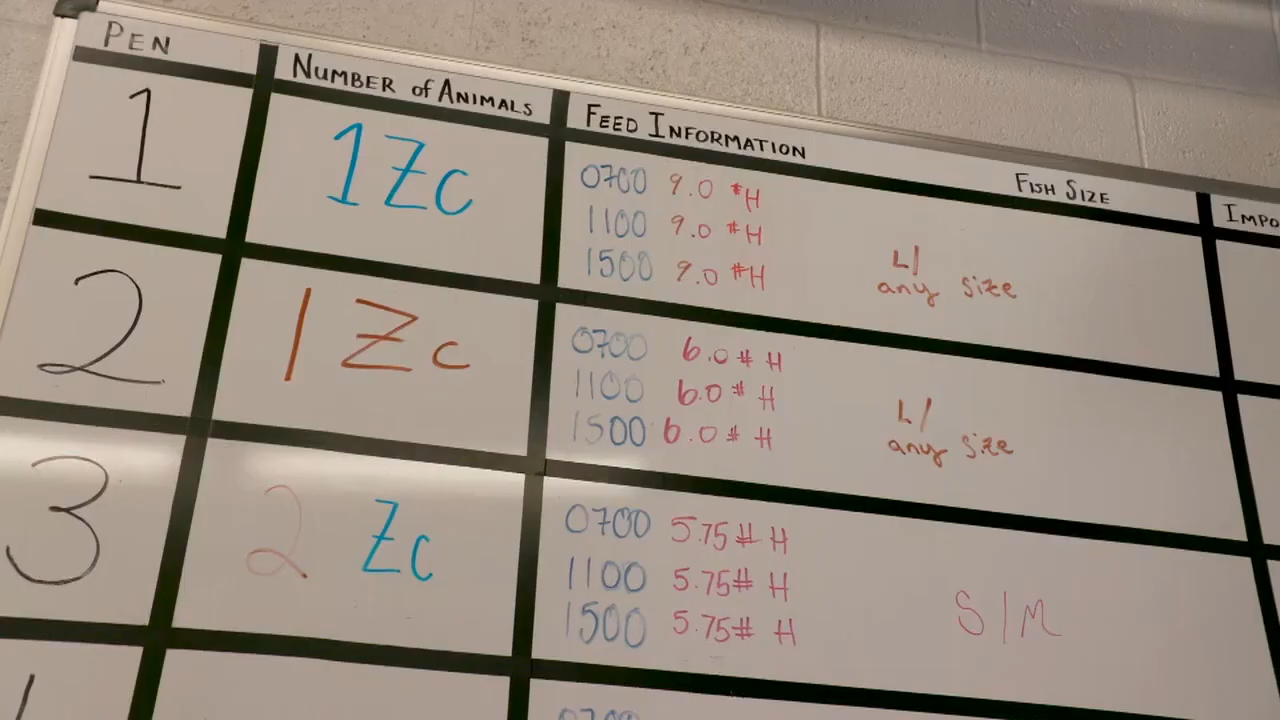 PEN
NUMBER of ANIMALS
FEED INFORMATION
FISH SIZE
1
1 Zc
0700 9.0 #H
1100 9.0 #H
1500 9.0 #H
L/
any size
2
1 Zc
0700 6.0 # H
1100 6.0 # H
1500 6.0 # H
L/
any size
3
2 Zc
0700 5.75# H
1100 5.75# H
1500 5.75# H
S/M